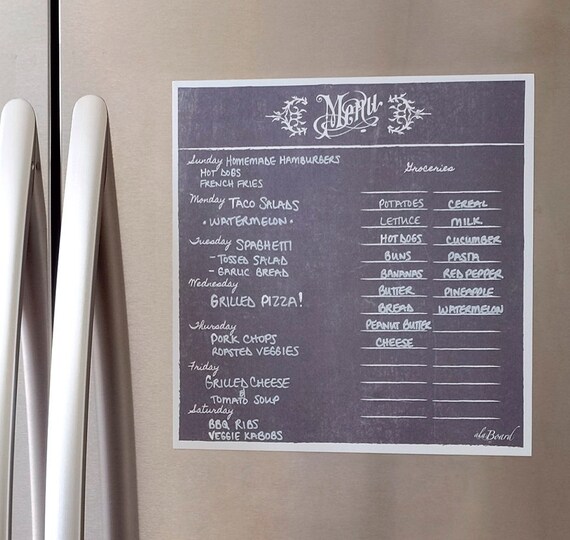 Menu
Sunday HOMEMADE HAMBURGERS
HOT DOGS
FRENCH FRIES
Monday TACO SALADS
• WATERMELON •
Tuesday SPAGHETTI
- TOSSED SALAD
- GARLIC BREAD
Wednesday
GRILLED PIZZA!
Thursday
PORK CHOPS
ROASTED VEGGIES
Friday
GRILLED CHEESE
&
TOMATO SOUP
Saturday
BBQ RIBS
VEGGIE KABOBS
Groceries
POTATOES
LETTUCE
HOT DOGS
BUNS
BANANAS
BUTTER
BREAD
PEANUT BUTTER
CHEESE
CEREAL
MILK
CUCUMBER
PASTA
RED PEPPER
PINEAPPLE
WATERMELON
ala Board